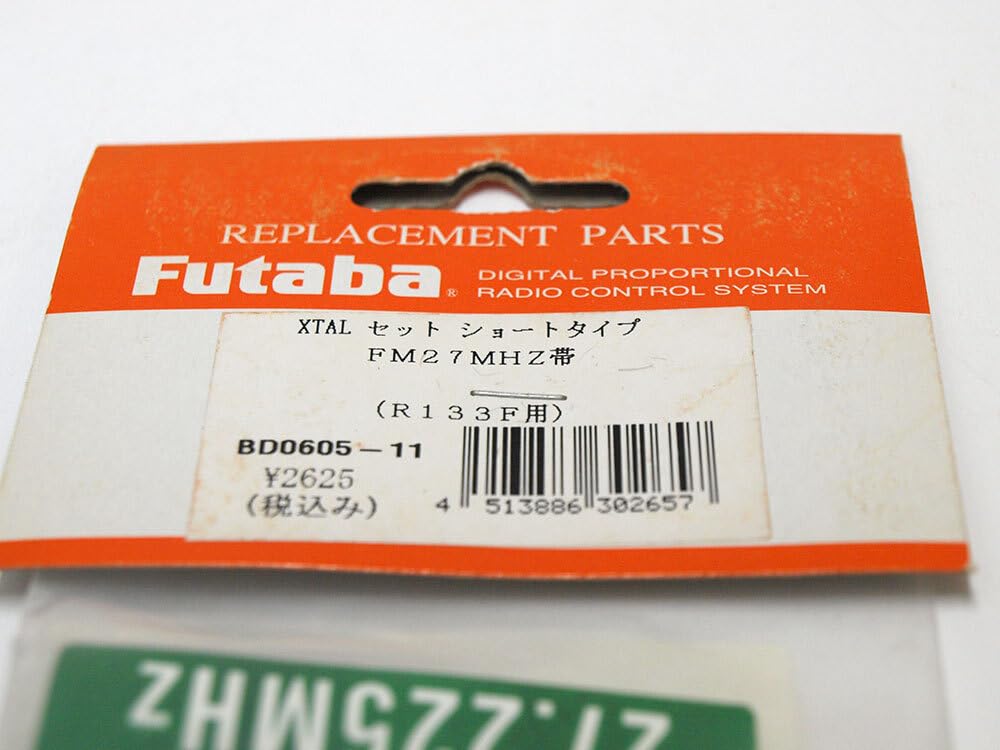 REPLACEMENT PARTS
Futaba® DIGITAL PROPORTIONAL
RADIO CONTROL SYSTEM
XTAL セット ショートタイプ
FM27MHZ帯
(R133F用)
BD0605-11
¥2625
(税込み)
4 513886 302657
27.225MHz